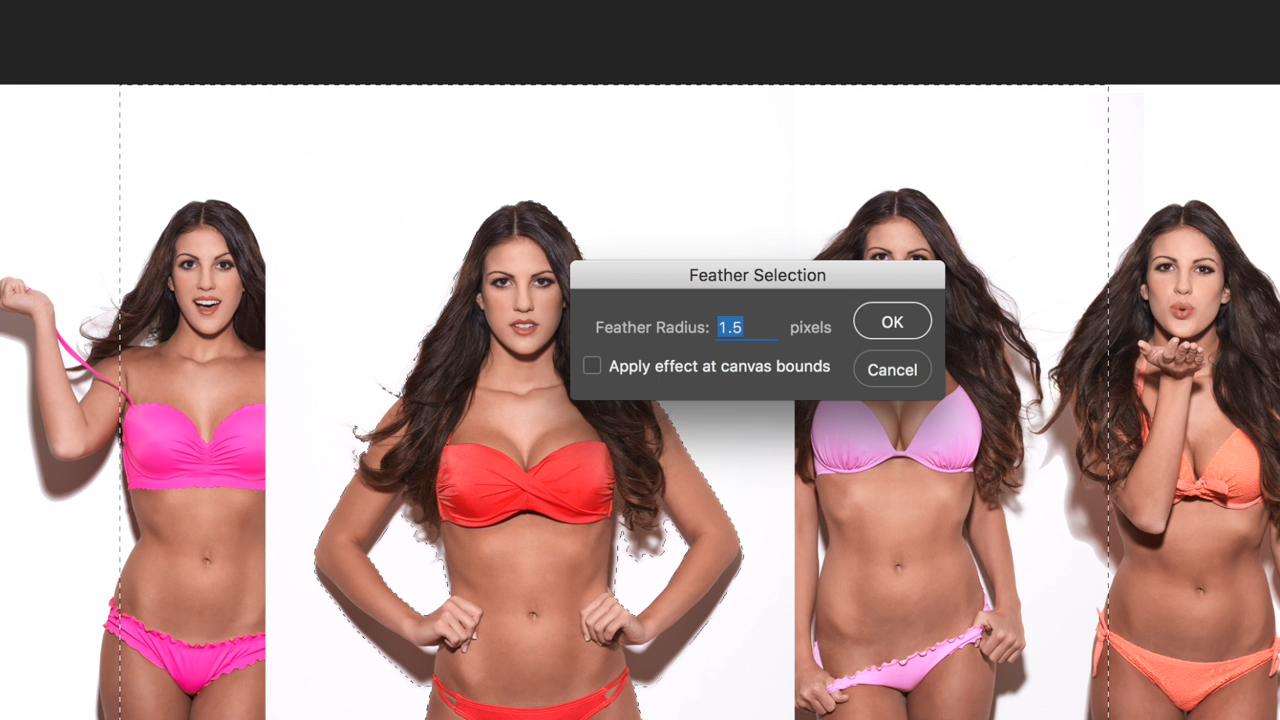 Feather Selection
Feather Radius: 1.5 pixels
OK
Apply effect at canvas bounds
Cancel